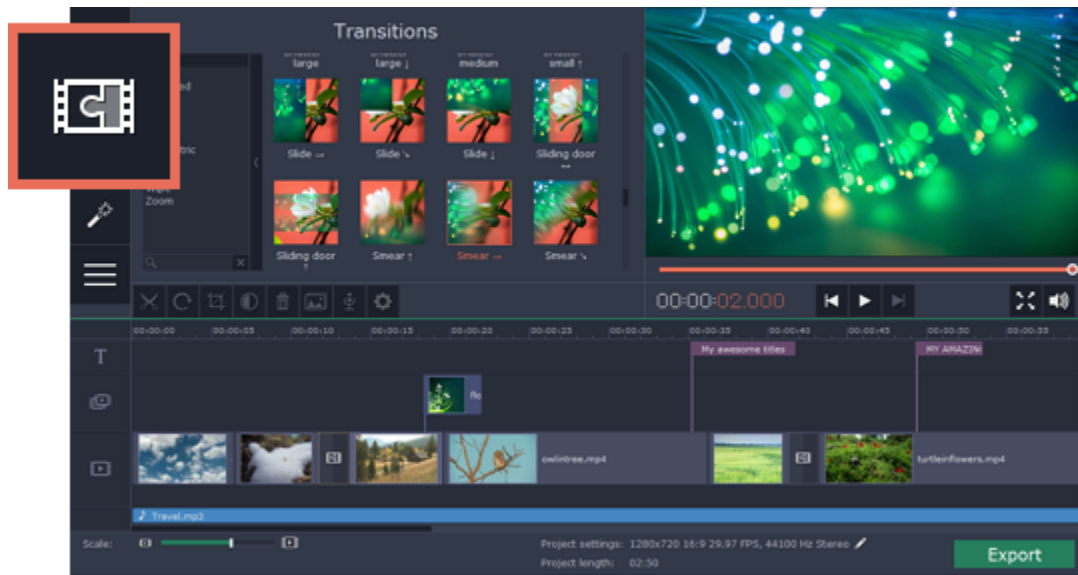 Transitions
large
large ↓
medium
small ↑
Slide →
Slide ↘
Slide ↓
Sliding door
↔
Zoom
Sliding door
↑
Smear ↑
Smear →
Smear ↘
00:00:02.000
00:00:00 00:00:05 00:00:10 00:00:15 00:00:20 00:00:25 00:00:30 00:00:35 00:00:40 00:00:45 00:00:50 00:00:55
T
My awesome titles
MY AMAZIN
flo
owlintree.mp4
turtleinflowers.mp4
Travel.mp3
Scale:
Project settings: 1280x720 16:9 29.97 FPS, 44100 Hz Stereo
Project length: 02:50
Export